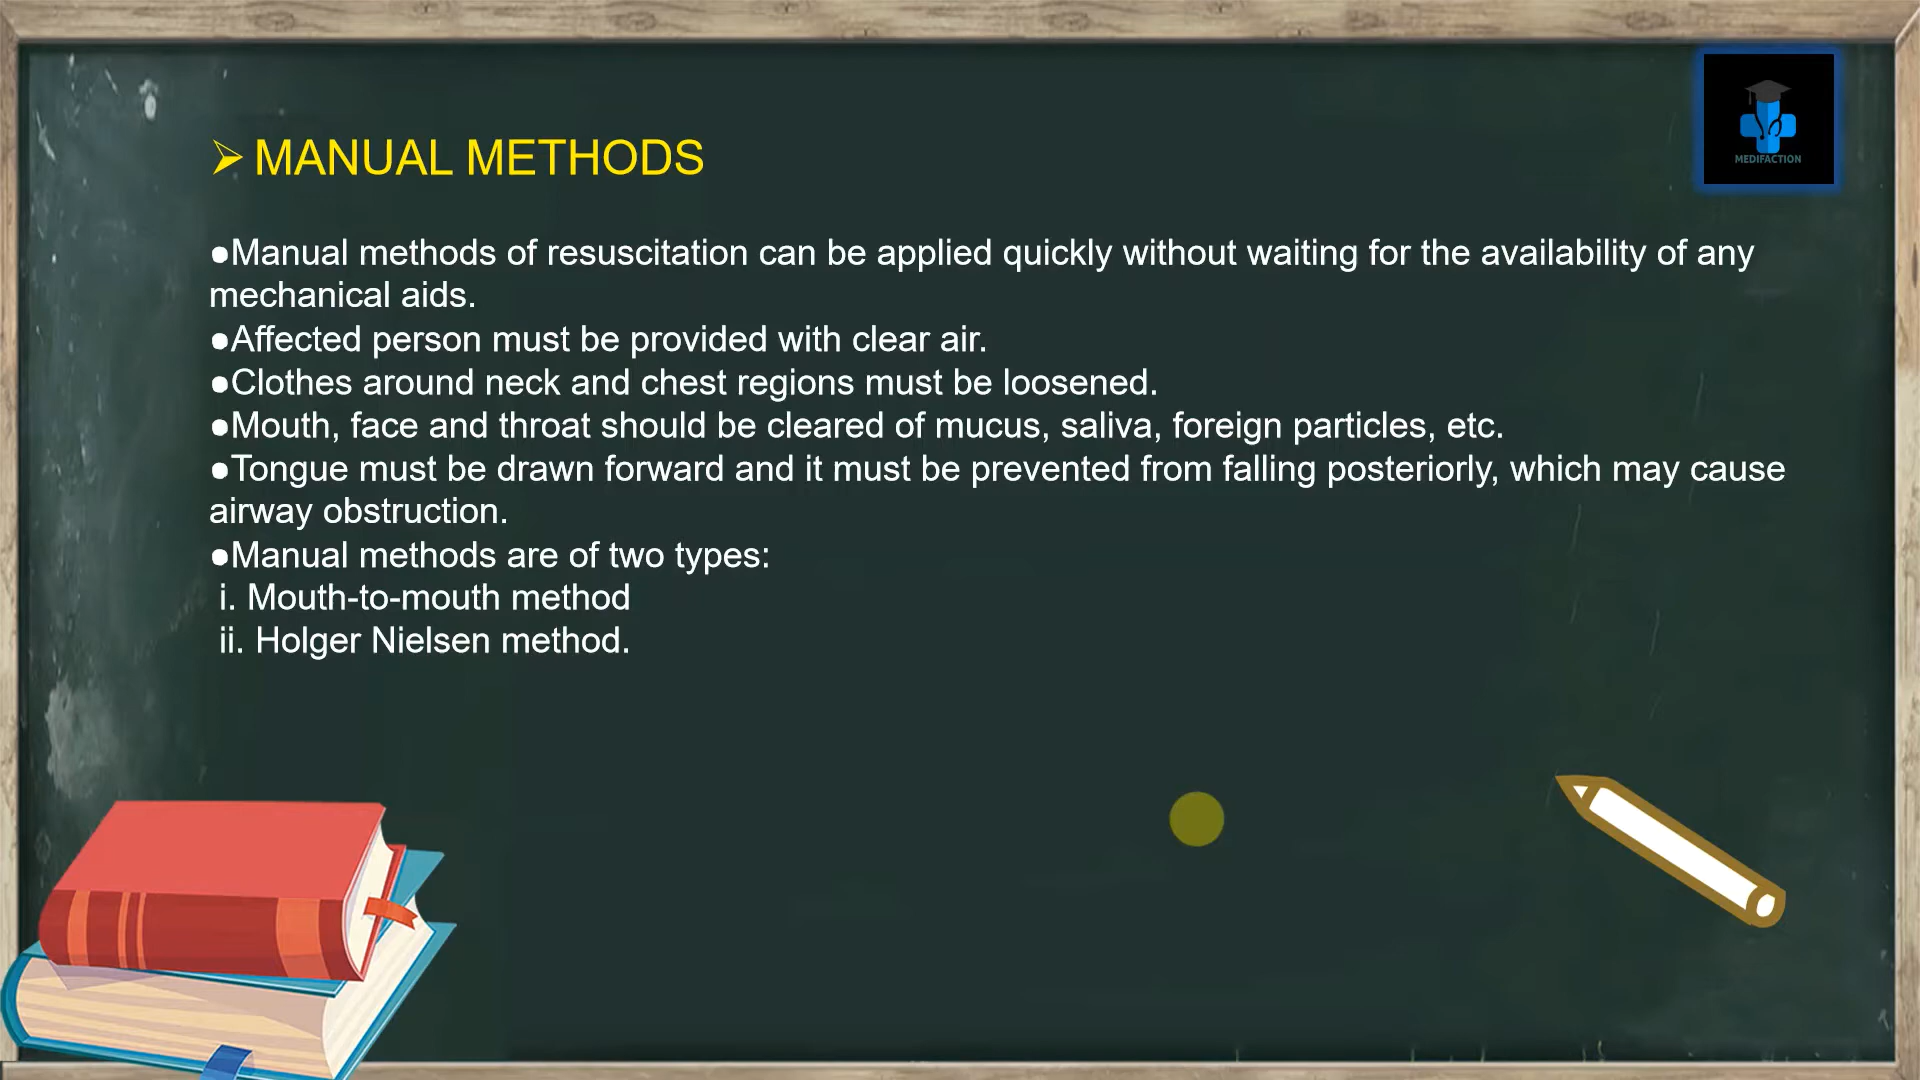 MEDIFACTION
➢ MANUAL METHODS
●Manual methods of resuscitation can be applied quickly without waiting for the availability of any
mechanical aids.
●Affected person must be provided with clear air.
●Clothes around neck and chest regions must be loosened.
●Mouth, face and throat should be cleared of mucus, saliva, foreign particles, etc.
●Tongue must be drawn forward and it must be prevented from falling posteriorly, which may cause
airway obstruction.
●Manual methods are of two types:
i. Mouth-to-mouth method
ii. Holger Nielsen method.